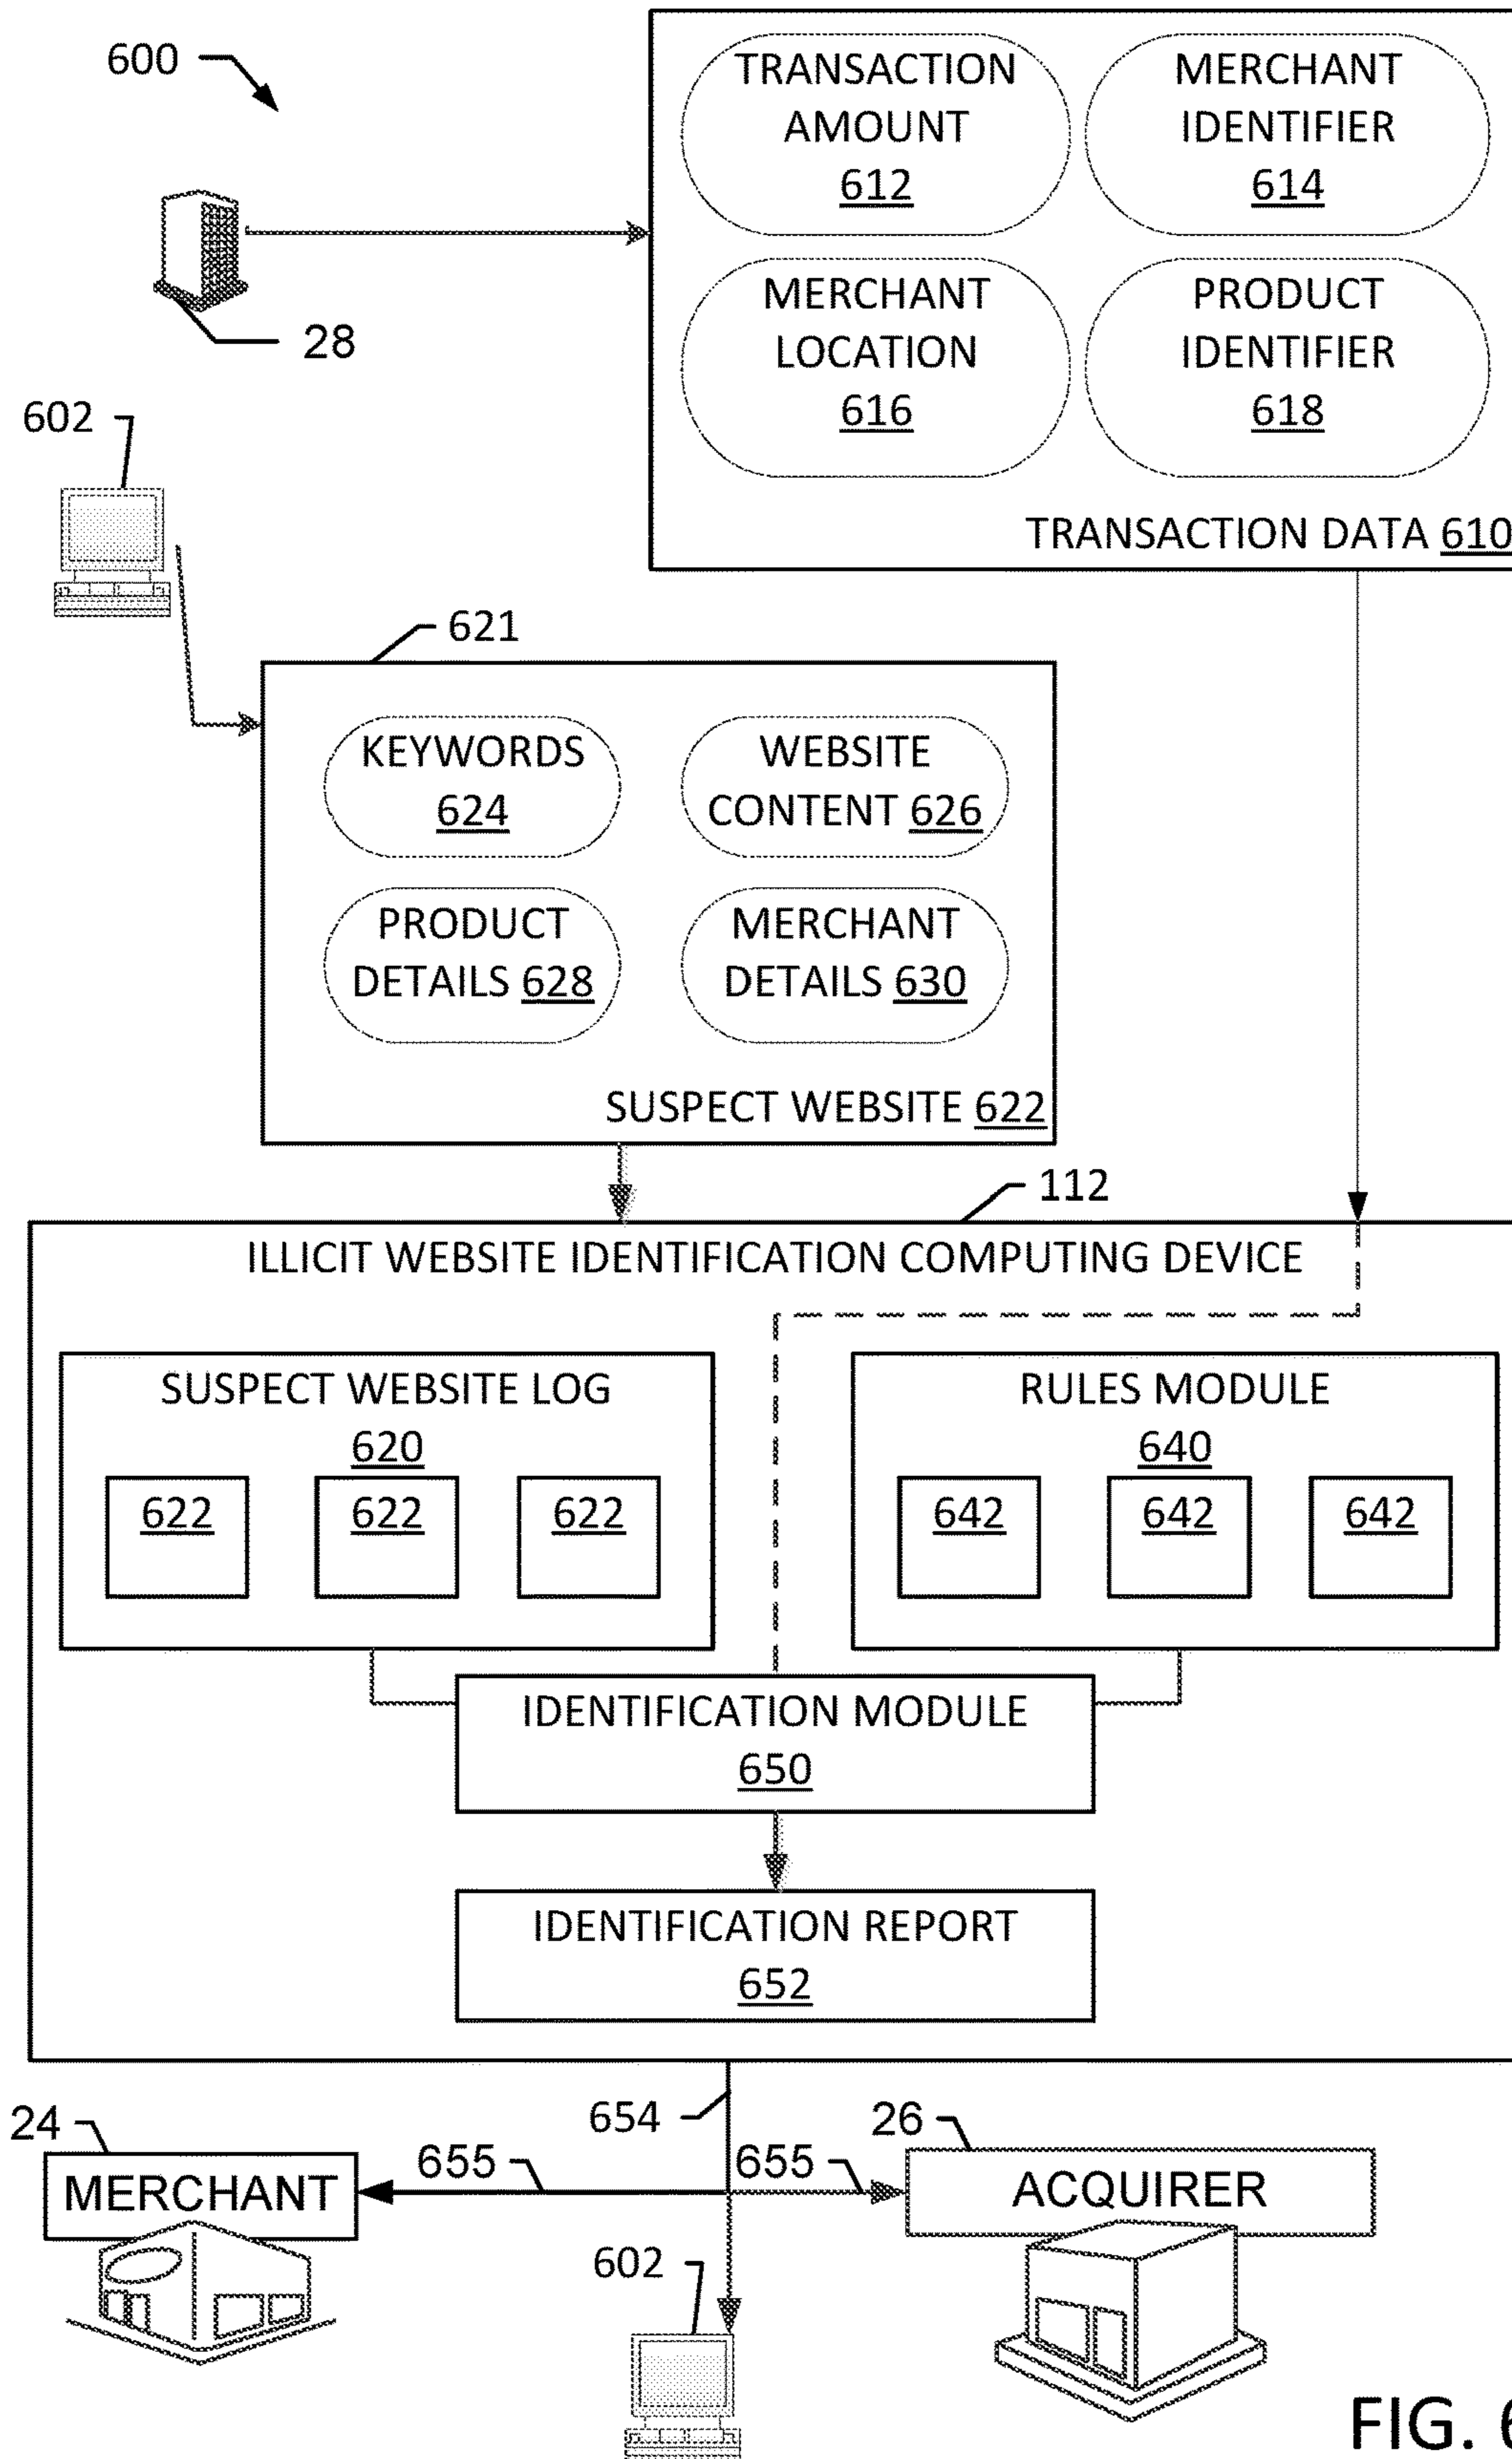 600
TRANSACTION
AMOUNT
612
MERCHANT
IDENTIFIER
614
28
MERCHANT
LOCATION
616
PRODUCT
IDENTIFIER
618
TRANSACTION DATA 610
602
621
KEYWORDS
624
WEBSITE
CONTENT 626
PRODUCT
DETAILS 628
MERCHANT
DETAILS 630
SUSPECT WEBSITE 622
112
ILLICIT WEBSITE IDENTIFICATION COMPUTING DEVICE
SUSPECT WEBSITE LOG
620
622 622 622
RULES MODULE
640
642 642 642
IDENTIFICATION MODULE
650
IDENTIFICATION REPORT
652
654
24
MERCHANT
655
655
26
ACQUIRER
602
FIG. 6